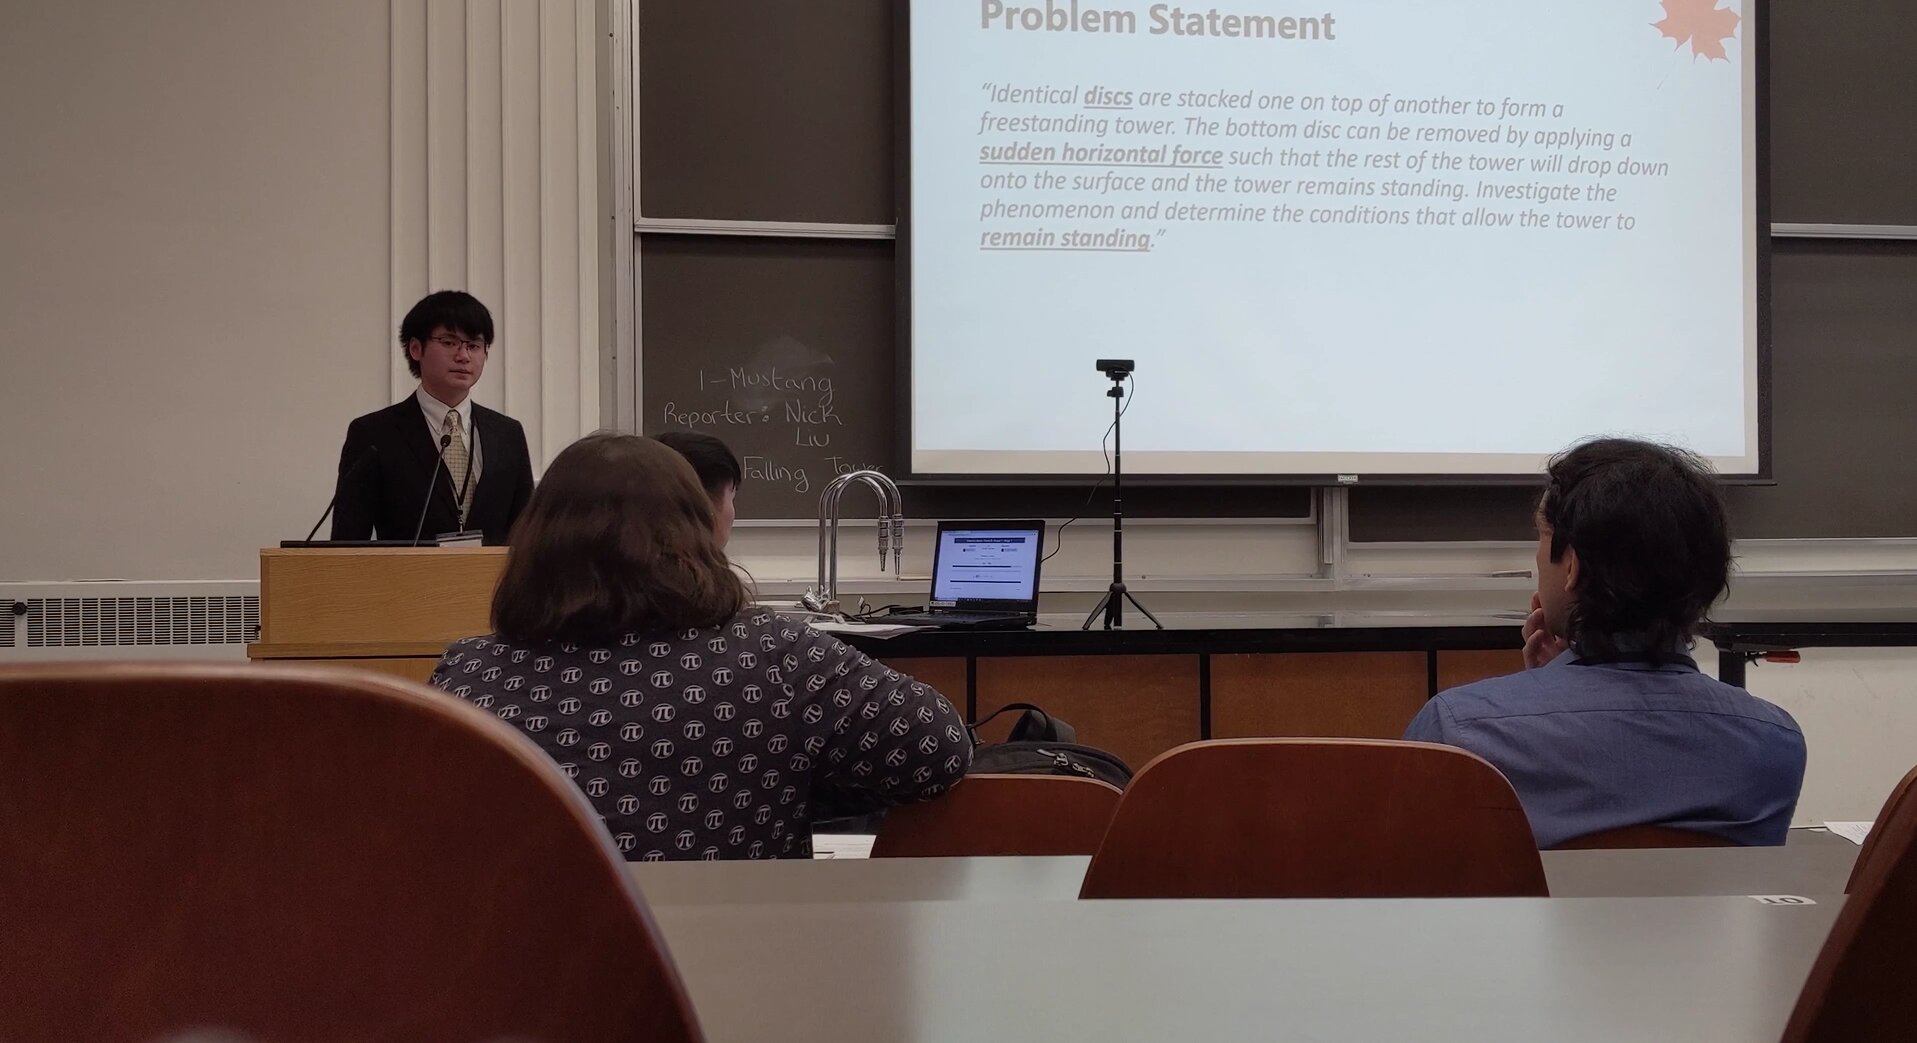 Problem Statement
“Identical discs are stacked one on top of another to form a
freestanding tower. The bottom disc can be removed by applying a
sudden horizontal force such that the rest of the tower will drop down
onto the surface and the tower remains standing. Investigate the
phenomenon and determine the conditions that allow the tower to
remain standing.”
1-Mustang
Reporter: Nick
Liu
Falling Tower
π
10